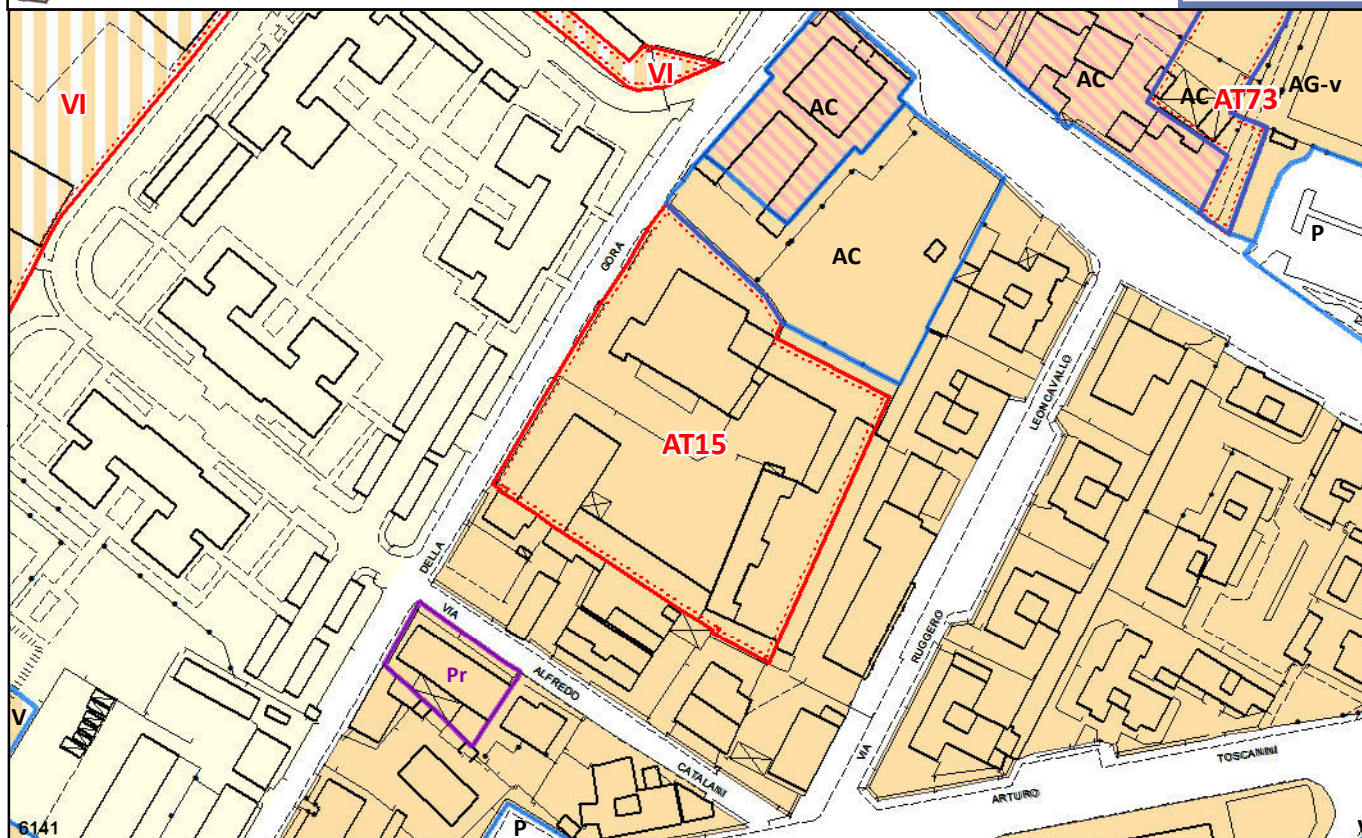 VI
VI
AC
AC
AC
AT73
AG-v
P
AC
GORA
LEONCAVALLO
AT15
DELLA
VIA
ALFREDO
Pr
RUGGERO
V
CATALANI
VIA
TOSCANINI
ARTURO
6141
P